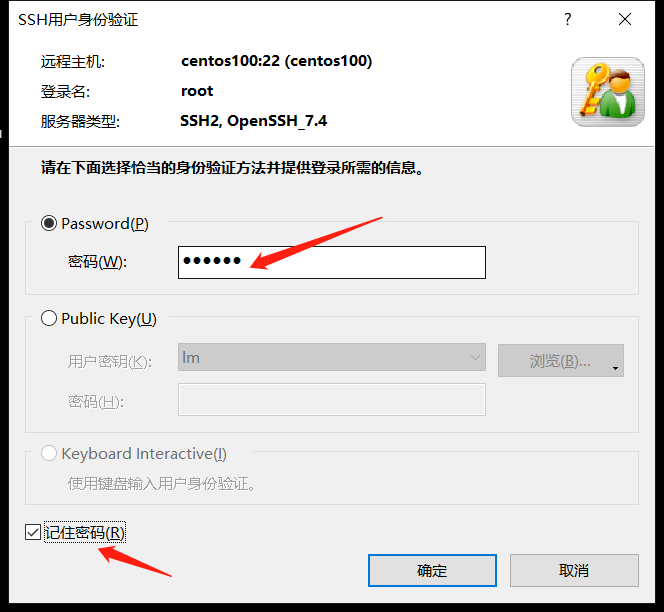 SSH用户身份验证
远程主机: centos100:22 (centos100)
登录名: root
服务器类型: SSH2, OpenSSH_7.4
请在下面选择恰当的身份验证方法并提供登录所需的信息。
Password(P)
密码(W): ••••••
Public Key(U)
用户密钥(K): lm 浏览(B)...
密码(H):
Keyboard Interactive(I)
使用键盘输入用户身份验证。
记住密码(R)
确定 取消